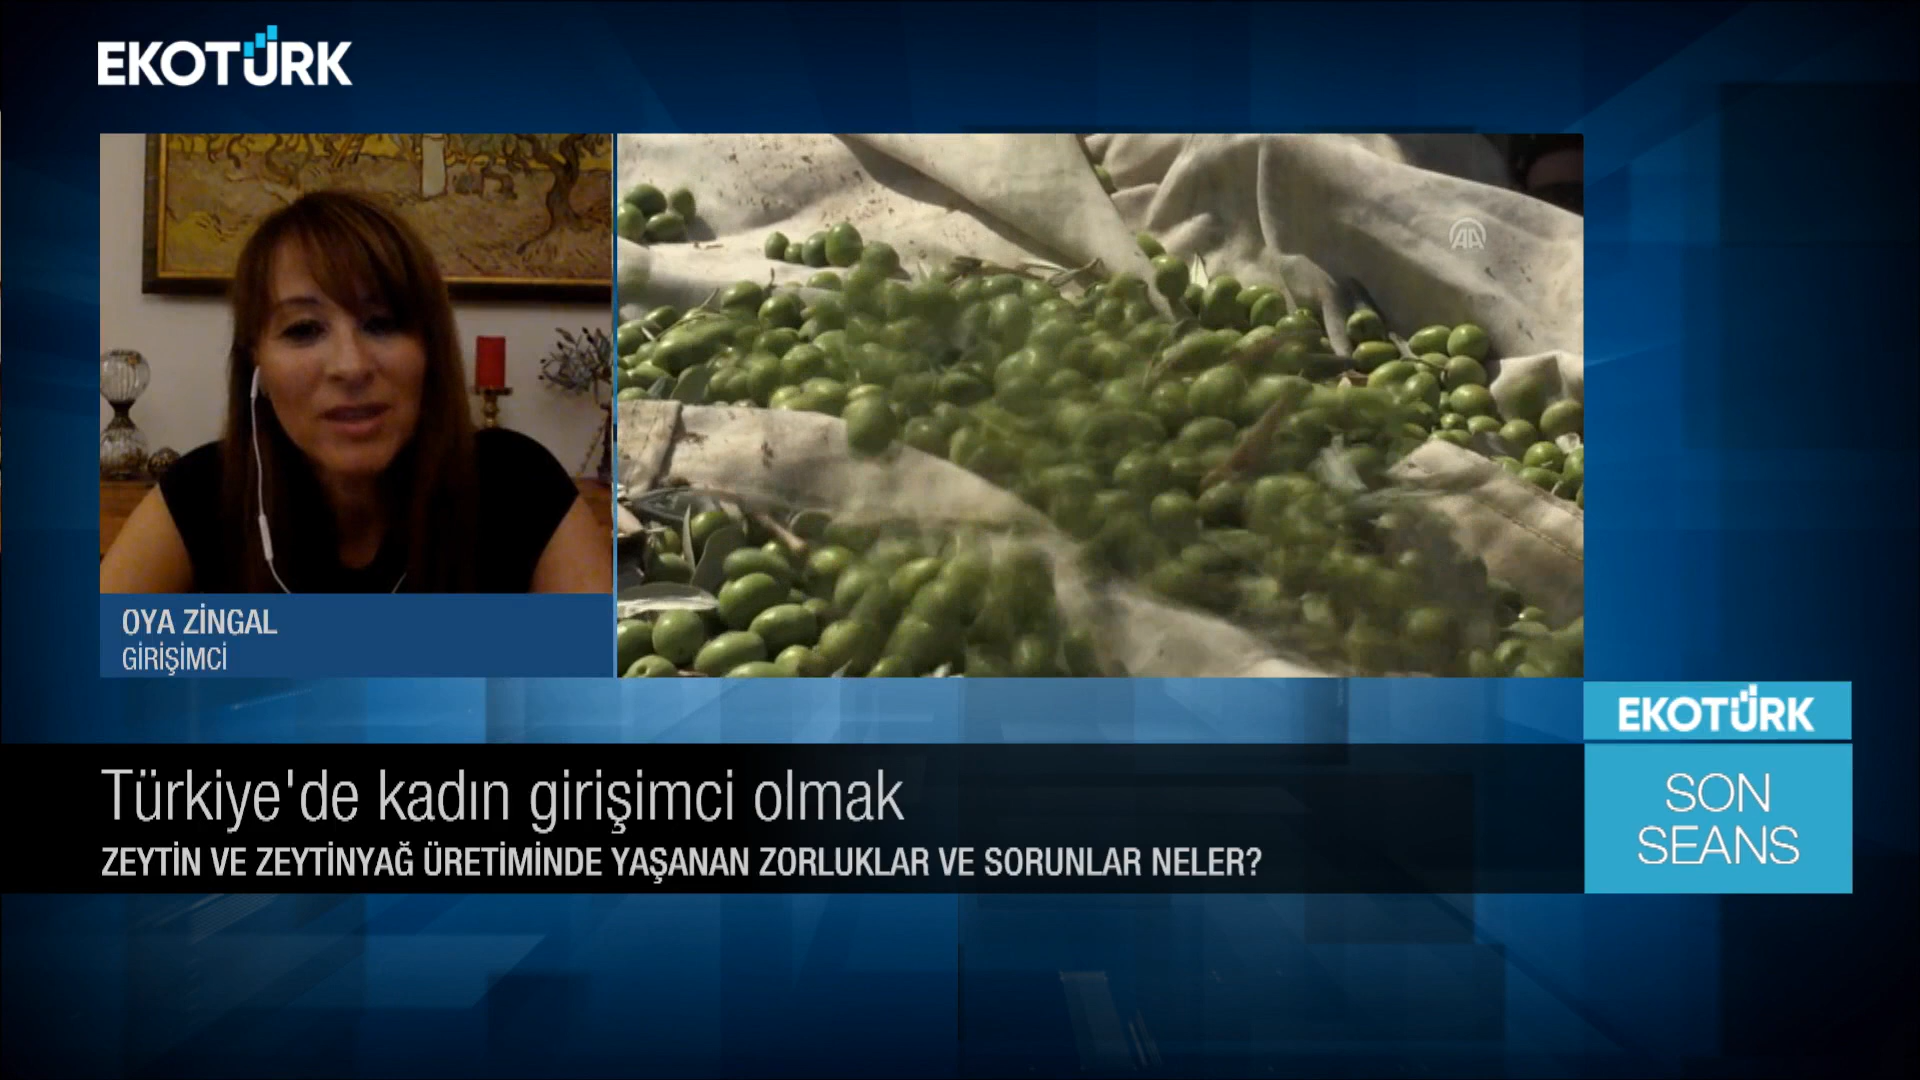 EKOTÜRK
AA
OYA ZİNGAL
GİRİŞİMCİ
EKOTÜRK
Türkiye'de kadın girişimci olmak
ZEYTİN VE ZEYTİNYAĞ ÜRETİMİNDE YAŞANAN ZORLUKLAR VE SORUNLAR NELER?
SON
SEANS